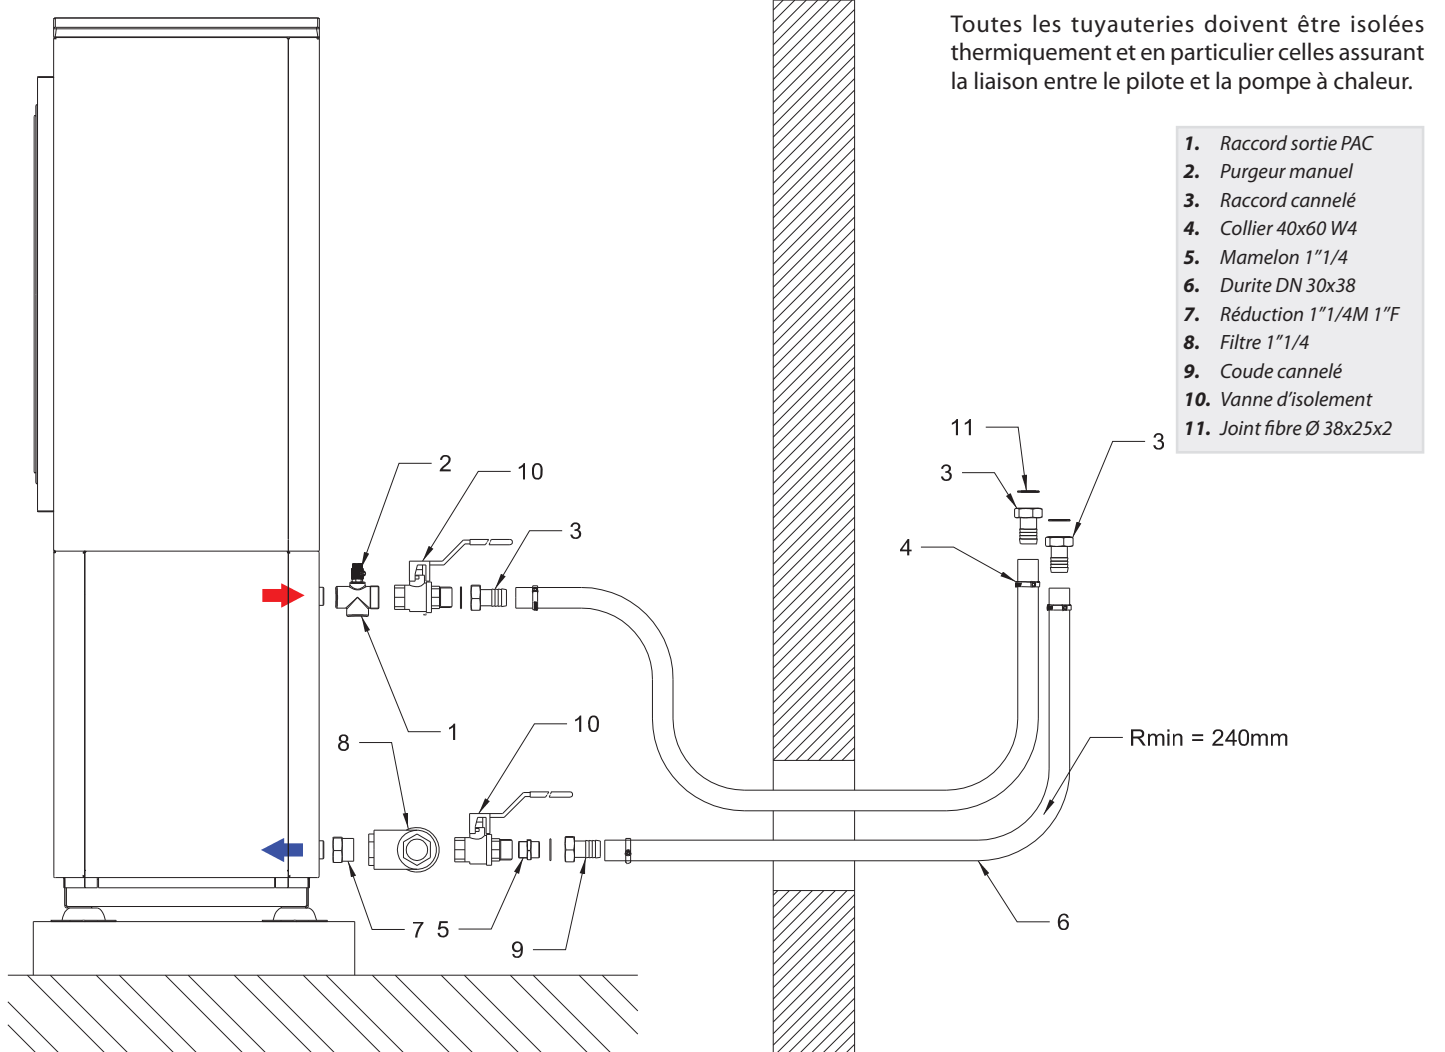 Toutes les tuyauteries doivent être isolées
thermiquement et en particulier celles assurant
la liaison entre le pilote et la pompe à chaleur.
1. Raccord sortie PAC
2. Purgeur manuel
3. Raccord cannelé
4. Collier 40x60 W4
5. Mamelon 1"1/4
6. Durite DN 30x38
7. Réduction 1"1/4M 1"F
8. Filtre 1"1/4
9. Coude cannelé
10. Vanne d'isolement
11. Joint fibre Ø 38x25x2
11
3
3
2
10
3
4
1
10
8
Rmin = 240mm
7 5
9
6